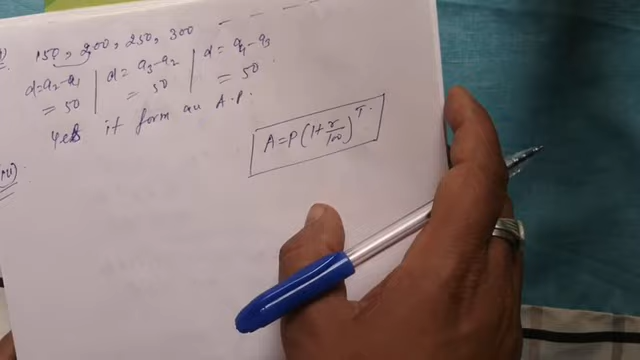 150, 200, 250, 300 - - - -
d=a₂-a₁ | d= a₃-a₂ | d= a₄-a₃
= 50 | = 50 | = 50
Yes it form an A.P.
A=P(1+r/100)^T